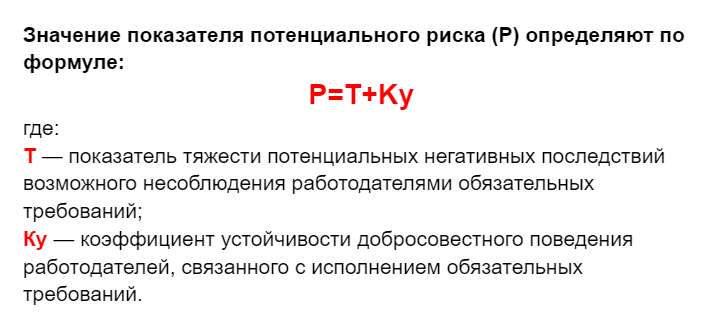 Значение показателя потенциального риска (Р) определяют по
формуле:
Р=Т+Ку
где:
Т — показатель тяжести потенциальных негативных последствий
возможного несоблюдения работодателями обязательных
требований;
Ку — коэффициент устойчивости добросовестного поведения
работодателей, связанного с исполнением обязательных
требований.